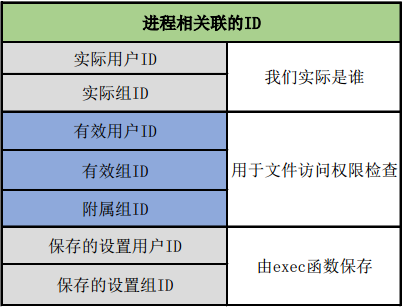 进程相关联的ID
实际用户ID
实际组ID
我们实际是谁
有效用户ID
有效组ID
附属组ID
用于文件访问权限检查
保存的设置用户ID
保存的设置组ID
由exec函数保存